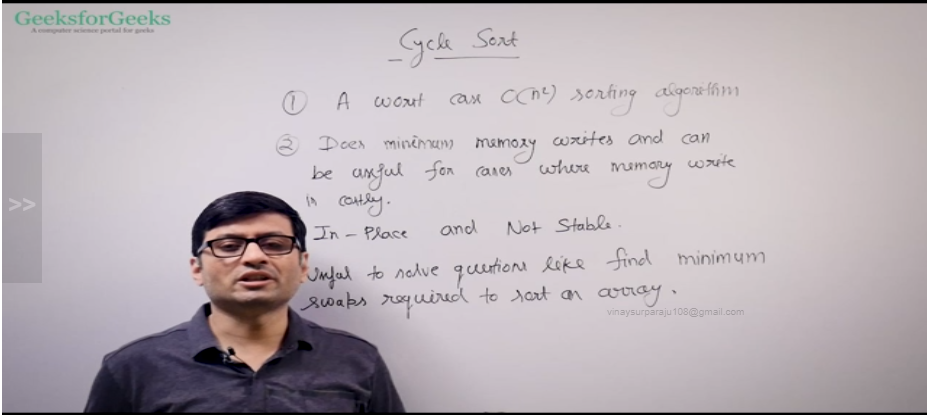 GeeksforGeeks
A computer science portal for geeks
Cycle Sort
① A worst case O(n²) sorting algorithm
② Does minimum memory writes and can
be useful for cases where memory write
is costly.
In-Place and Not Stable.
Useful to solve questions like find minimum
swaps required to sort an array.
vinaysurparaju108@gmail.com
>>